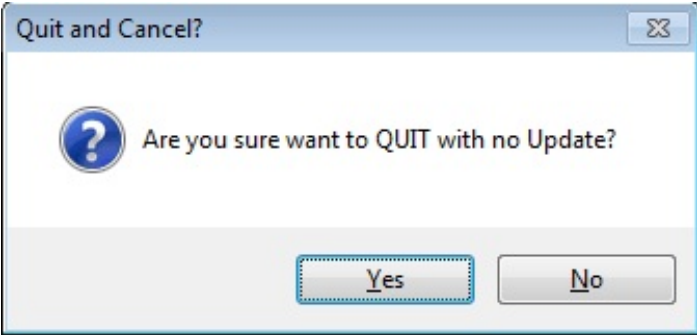 Quit and Cancel?
Are you sure want to QUIT with no Update?
Yes
No